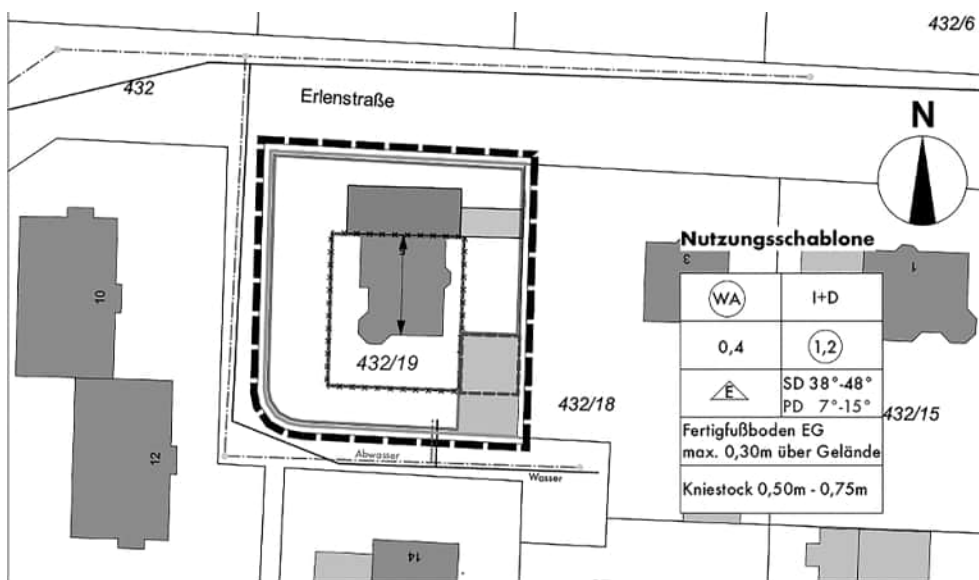 432/6
432
Erlenstraße
N
Nutzungsschablone
3
1
WA
I+D
10
0,4
1,2
432/19
E
SD 38°-48°
PD 7°-15°
432/18
432/15
Fertigfußboden EG
max. 0,30m über Gelände
12
Abwasser
Wasser
Kniestock 0,50m - 0,75m
14